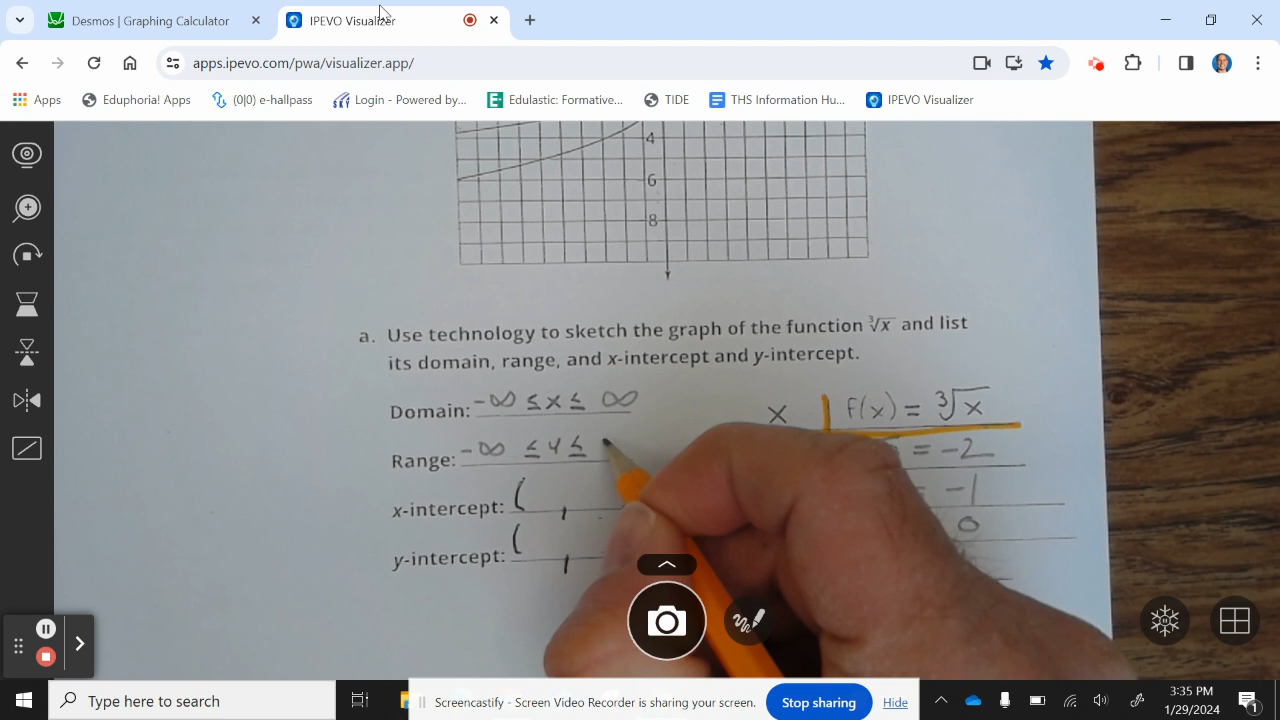 Desmos | Graphing Calculator
IPEVO Visualizer
apps.ipevo.com/pwa/visualizer.app/
Apps
Eduphoria! Apps
(0|0) e-hallpass
Login - Powered by...
Edulastic: Formative...
TIDE
THS Information Hu...
IPEVO Visualizer
4
6
8
a. Use technology to sketch the graph of the function ∛x and list
its domain, range, and x-intercept and y-intercept.
Domain: -∞ ≤ x ≤ ∞
x f(x) = ∛x
Range: -∞ ≤ y ≤
= -2
x-intercept: ( ,
= -1
0
y-intercept: ( ,
Type here to search
Screencastify - Screen Video Recorder is sharing your screen.
Stop sharing
Hide
3:35 PM
1/29/2024
1